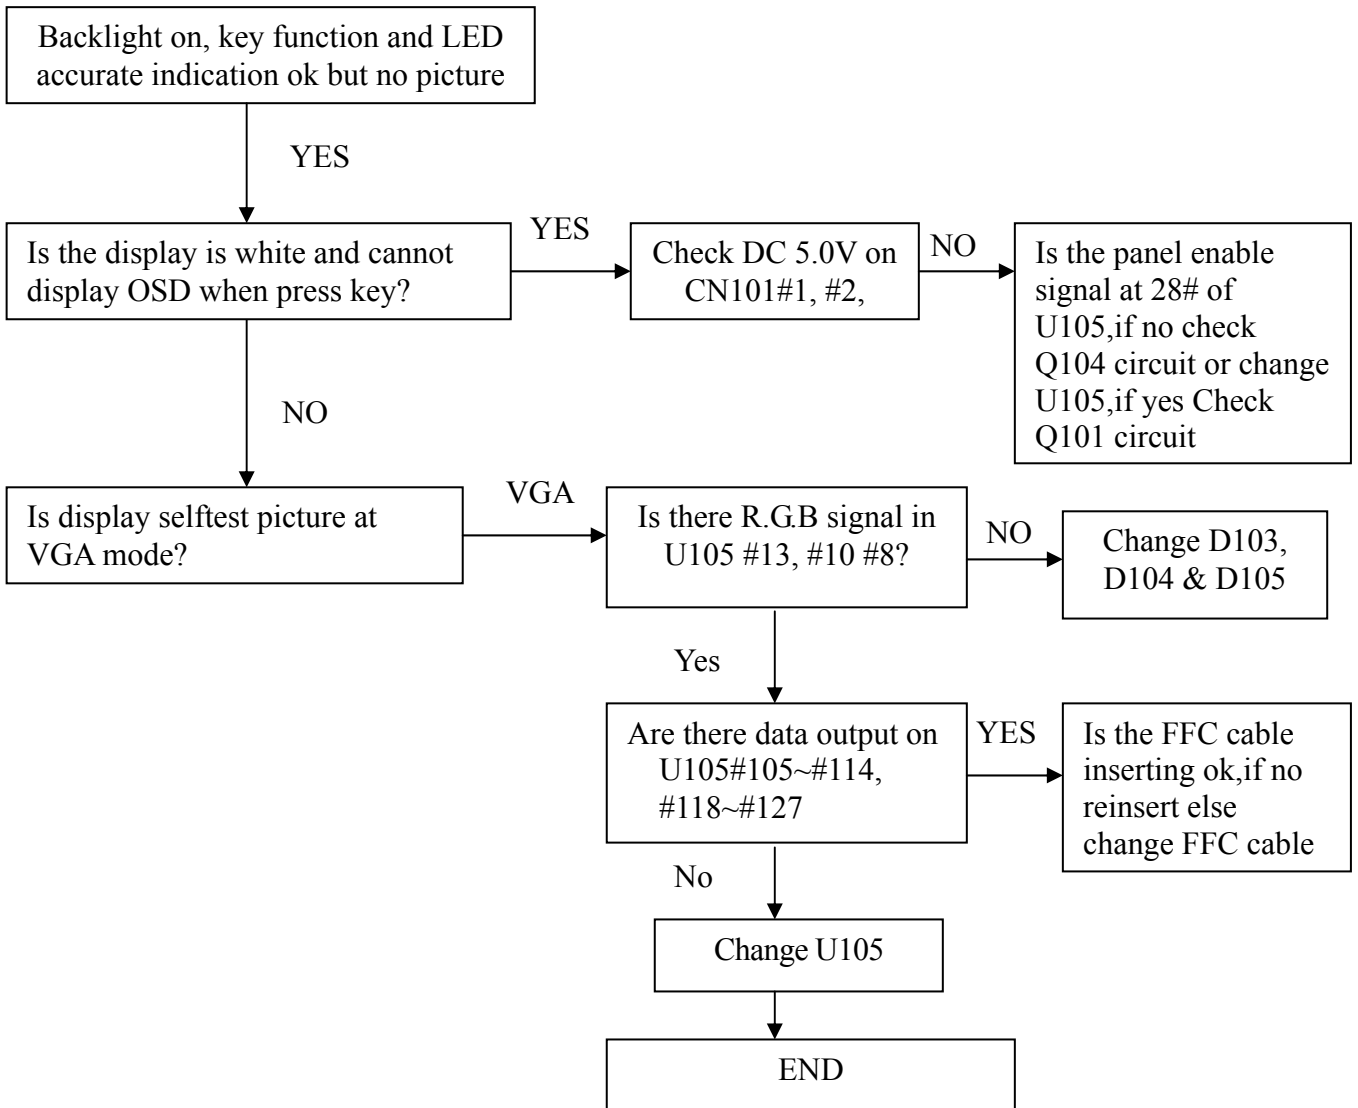 Backlight on, key function and LED
accurate indication ok but no picture
YES
Is the display is white and cannot
display OSD when press key?
YES
Check DC 5.0V on
CN101#1, #2,
NO
Is the panel enable
signal at 28# of
U105,if no check
Q104 circuit or change
U105,if yes Check
Q101 circuit
NO
Is display selftest picture at
VGA mode?
VGA
Is there R.G.B signal in
U105 #13, #10 #8?
NO
Change D103,
D104 & D105
Yes
Are there data output on
U105#105~#114,
#118~#127
YES
Is the FFC cable
inserting ok,if no
reinsert else
change FFC cable
No
Change U105
END